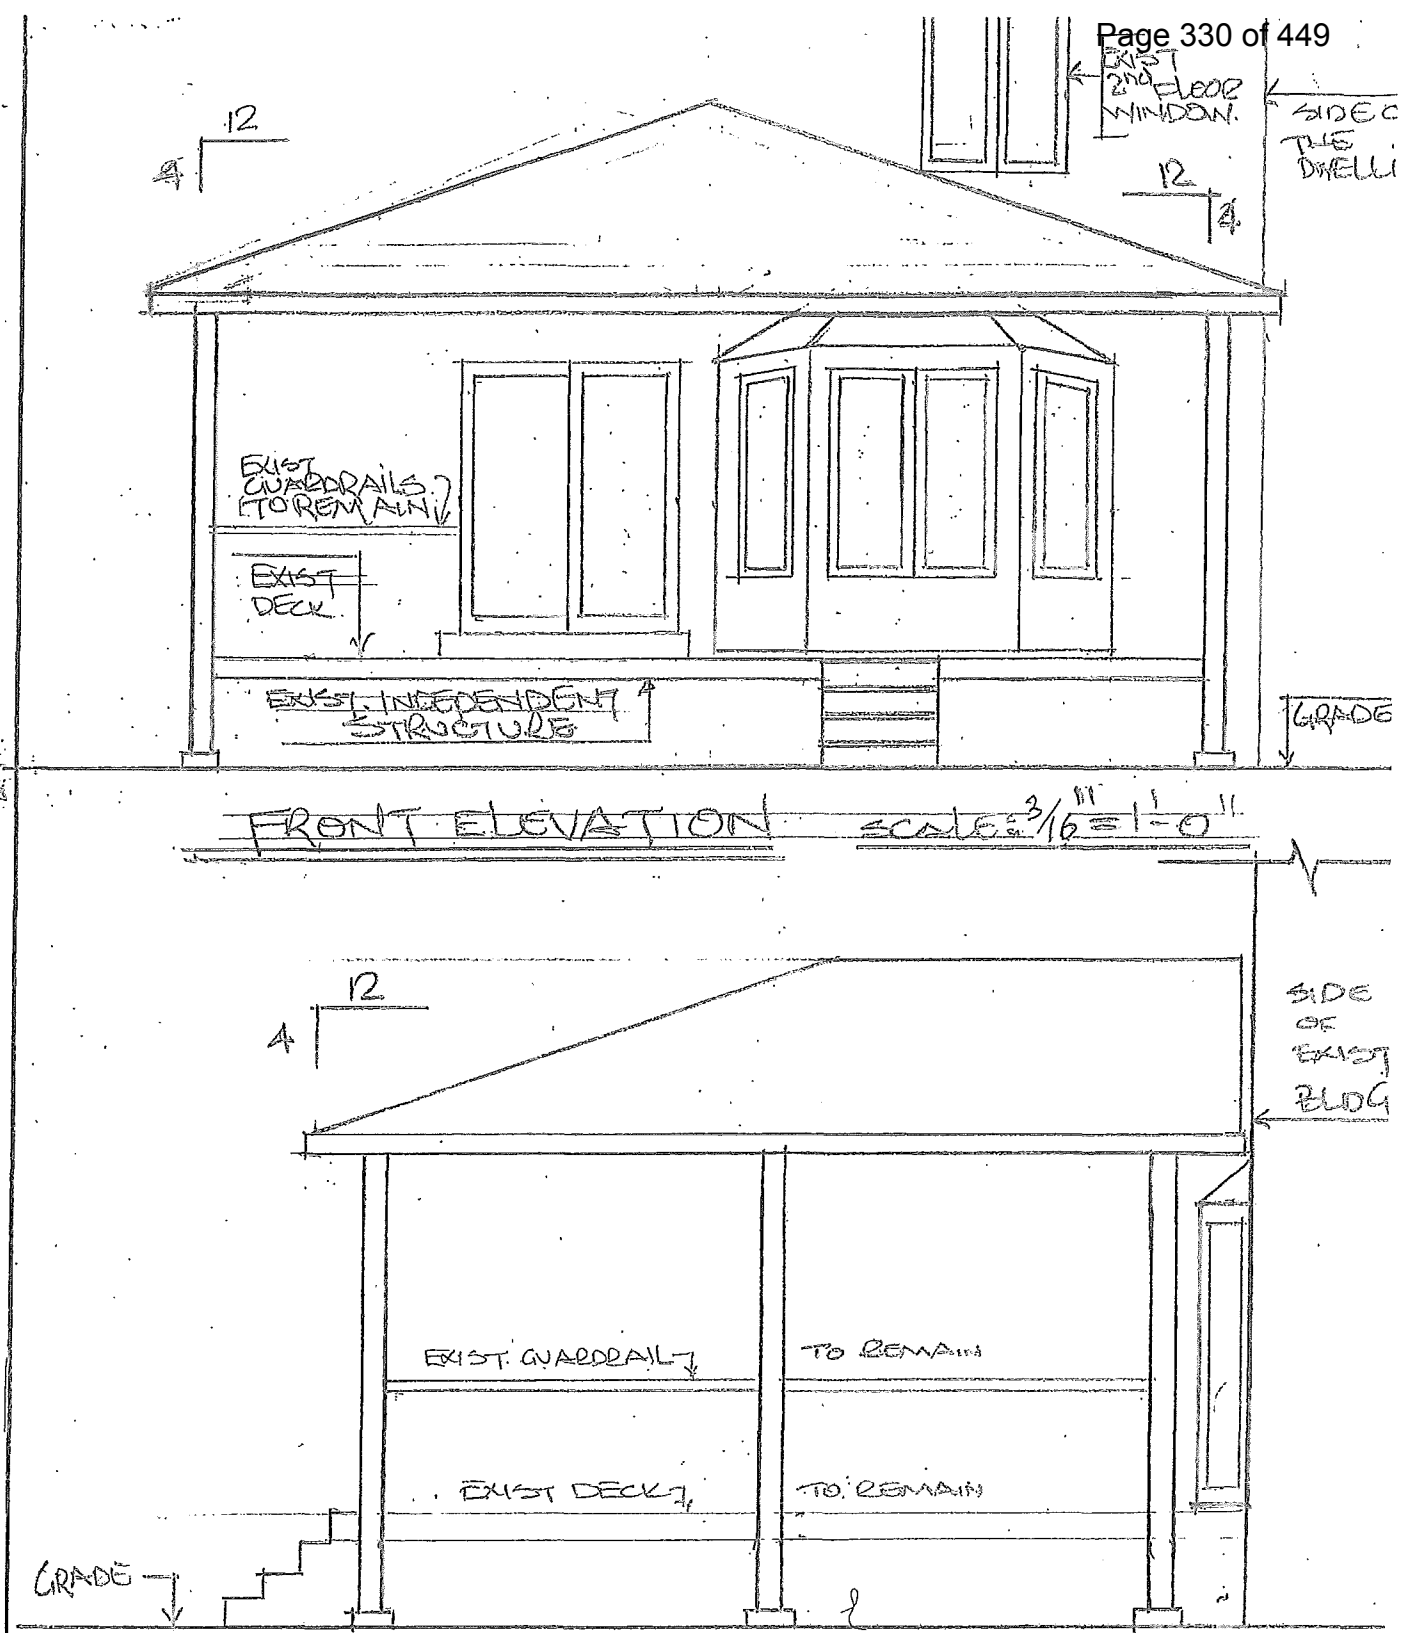 Page 330 of 449
EXIST
2nd FLOOR
WINDOW.
SIDE O
THE
DWELLI
12
4
12
4
EXIST
GUARDRAILS
TO REMAIN
EXIST
DECK
EXIST. INDEPENDENT
STRUCTURE
GRADE
FRONT ELEVATION SCALE: 3/16" = 1'-0"
12
4
SIDE
OF
EXIST
BLDG
EXIST. GUARDRAIL TO REMAIN
EXIST DECK TO REMAIN
GRADE